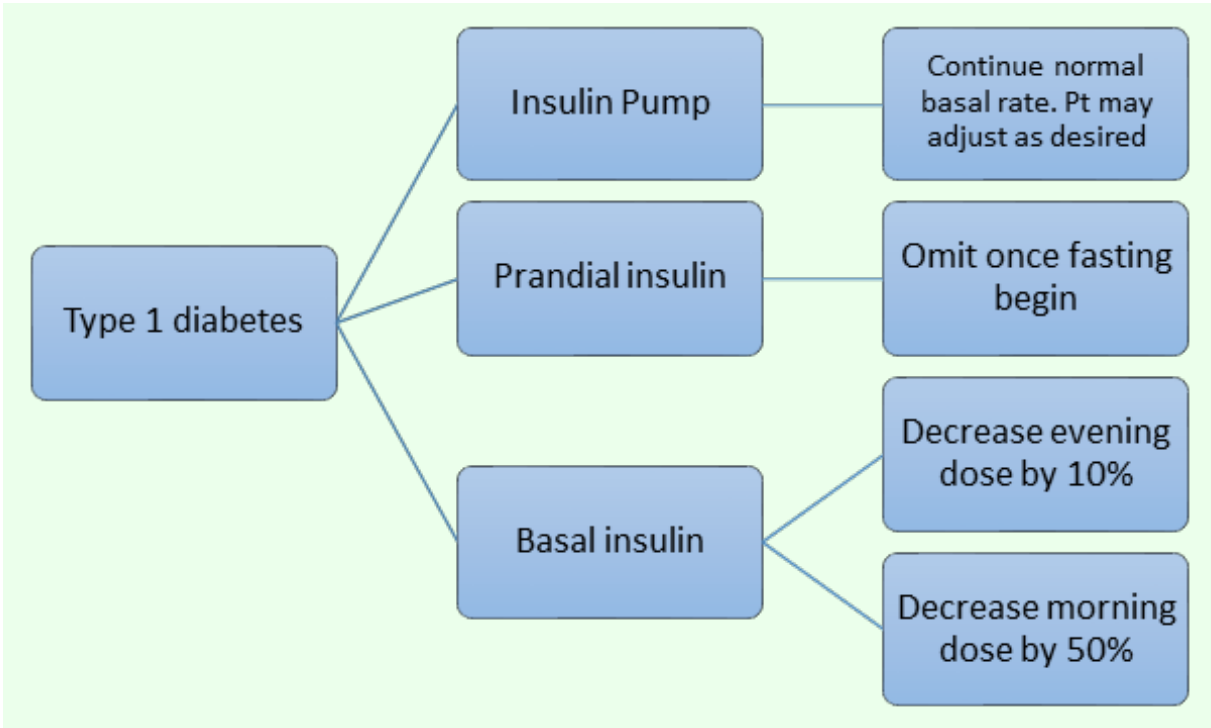 Type 1 diabetes
Insulin Pump
Continue normal
basal rate. Pt may
adjust as desired
Prandial insulin
Omit once fasting
begin
Basal insulin
Decrease evening
dose by 10%
Decrease morning
dose by 50%